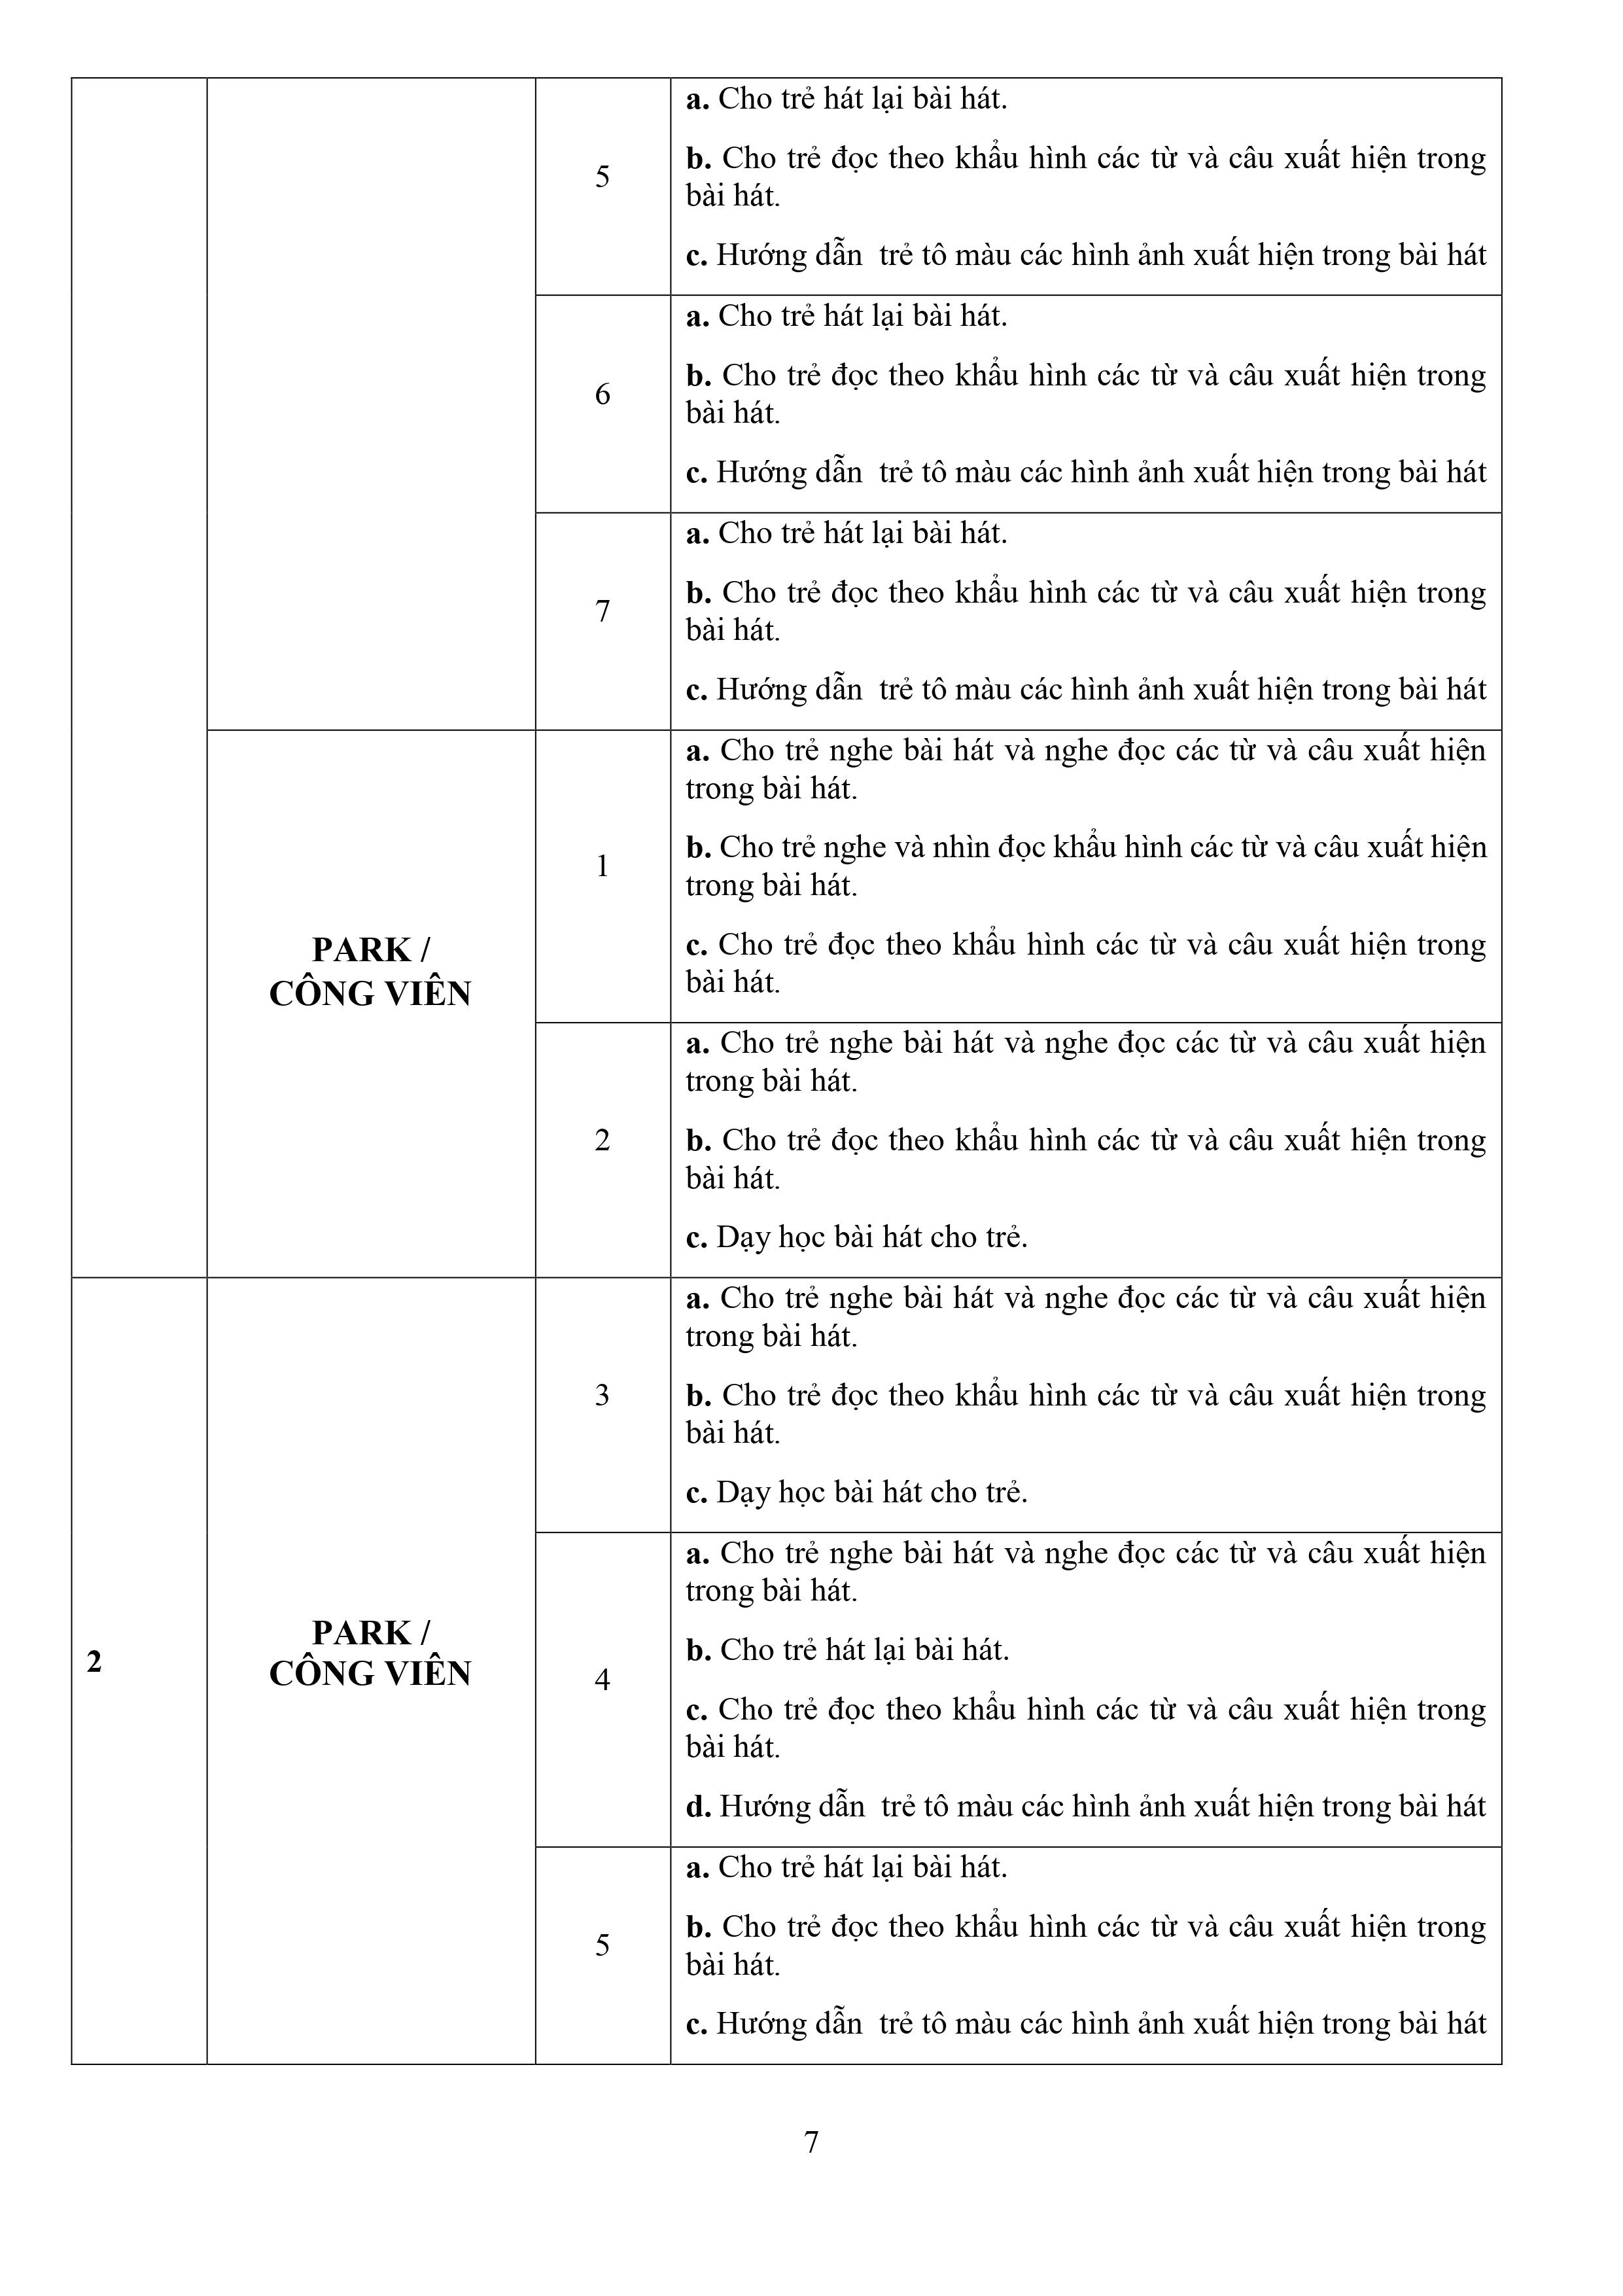 5
a. Cho trẻ hát lại bài hát.
b. Cho trẻ đọc theo khẩu hình các từ và câu xuất hiện trong
bài hát.
c. Hướng dẫn  trẻ tô màu các hình ảnh xuất hiện trong bài hát
6
a. Cho trẻ hát lại bài hát.
b. Cho trẻ đọc theo khẩu hình các từ và câu xuất hiện trong
bài hát.
c. Hướng dẫn  trẻ tô màu các hình ảnh xuất hiện trong bài hát
7
a. Cho trẻ hát lại bài hát.
b. Cho trẻ đọc theo khẩu hình các từ và câu xuất hiện trong
bài hát.
c. Hướng dẫn  trẻ tô màu các hình ảnh xuất hiện trong bài hát
PARK /
CÔNG VIÊN
1
a. Cho trẻ nghe bài hát và nghe đọc các từ và câu xuất hiện
trong bài hát.
b. Cho trẻ nghe và nhìn đọc khẩu hình các từ và câu xuất hiện
trong bài hát.
c. Cho trẻ đọc theo khẩu hình các từ và câu xuất hiện trong
bài hát.
2
a. Cho trẻ nghe bài hát và nghe đọc các từ và câu xuất hiện
trong bài hát.
b. Cho trẻ đọc theo khẩu hình các từ và câu xuất hiện trong
bài hát.
c. Dạy học bài hát cho trẻ.
2
PARK /
CÔNG VIÊN
3
a. Cho trẻ nghe bài hát và nghe đọc các từ và câu xuất hiện
trong bài hát.
b. Cho trẻ đọc theo khẩu hình các từ và câu xuất hiện trong
bài hát.
c. Dạy học bài hát cho trẻ.
4
a. Cho trẻ nghe bài hát và nghe đọc các từ và câu xuất hiện
trong bài hát.
b. Cho trẻ hát lại bài hát.
c. Cho trẻ đọc theo khẩu hình các từ và câu xuất hiện trong
bài hát.
d. Hướng dẫn  trẻ tô màu các hình ảnh xuất hiện trong bài hát
5
a. Cho trẻ hát lại bài hát.
b. Cho trẻ đọc theo khẩu hình các từ và câu xuất hiện trong
bài hát.
c. Hướng dẫn  trẻ tô màu các hình ảnh xuất hiện trong bài hát
7